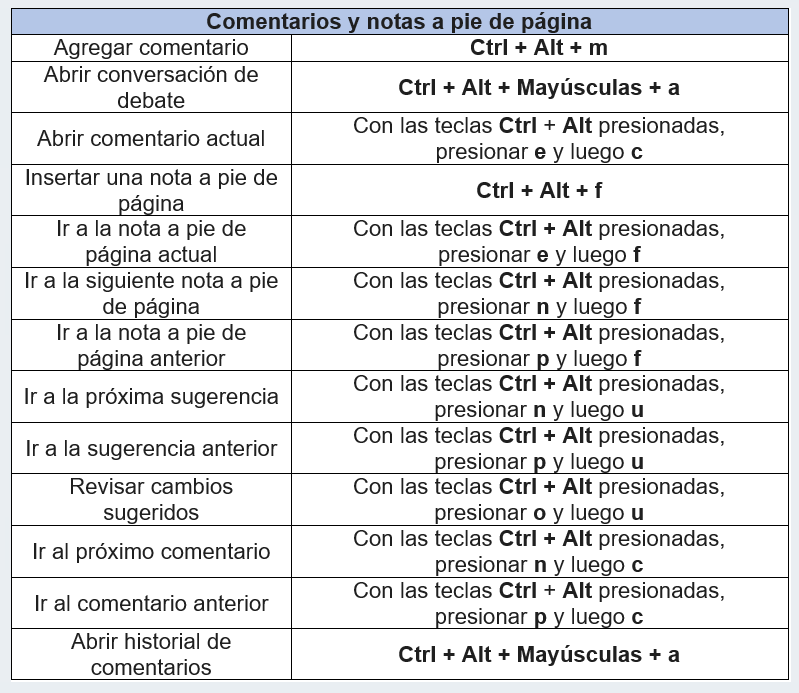 Comentarios y notas a pie de página
Agregar comentario
Ctrl + Alt + m
Abrir conversación de
debate
Ctrl + Alt + Mayúsculas + a
Abrir comentario actual
Con las teclas Ctrl + Alt presionadas,
presionar e y luego c
Insertar una nota a pie de
página
Ctrl + Alt + f
Ir a la nota a pie de
página actual
Con las teclas Ctrl + Alt presionadas,
presionar e y luego f
Ir a la siguiente nota a pie
de página
Con las teclas Ctrl + Alt presionadas,
presionar n y luego f
Ir a la nota a pie de
página anterior
Con las teclas Ctrl + Alt presionadas,
presionar p y luego f
Ir a la próxima sugerencia
Con las teclas Ctrl + Alt presionadas,
presionar n y luego u
Ir a la sugerencia anterior
Con las teclas Ctrl + Alt presionadas,
presionar p y luego u
Revisar cambios
sugeridos
Con las teclas Ctrl + Alt presionadas,
presionar o y luego u
Ir al próximo comentario
Con las teclas Ctrl + Alt presionadas,
presionar n y luego c
Ir al comentario anterior
Con las teclas Ctrl + Alt presionadas,
presionar p y luego c
Abrir historial de
comentarios
Ctrl + Alt + Mayúsculas + a